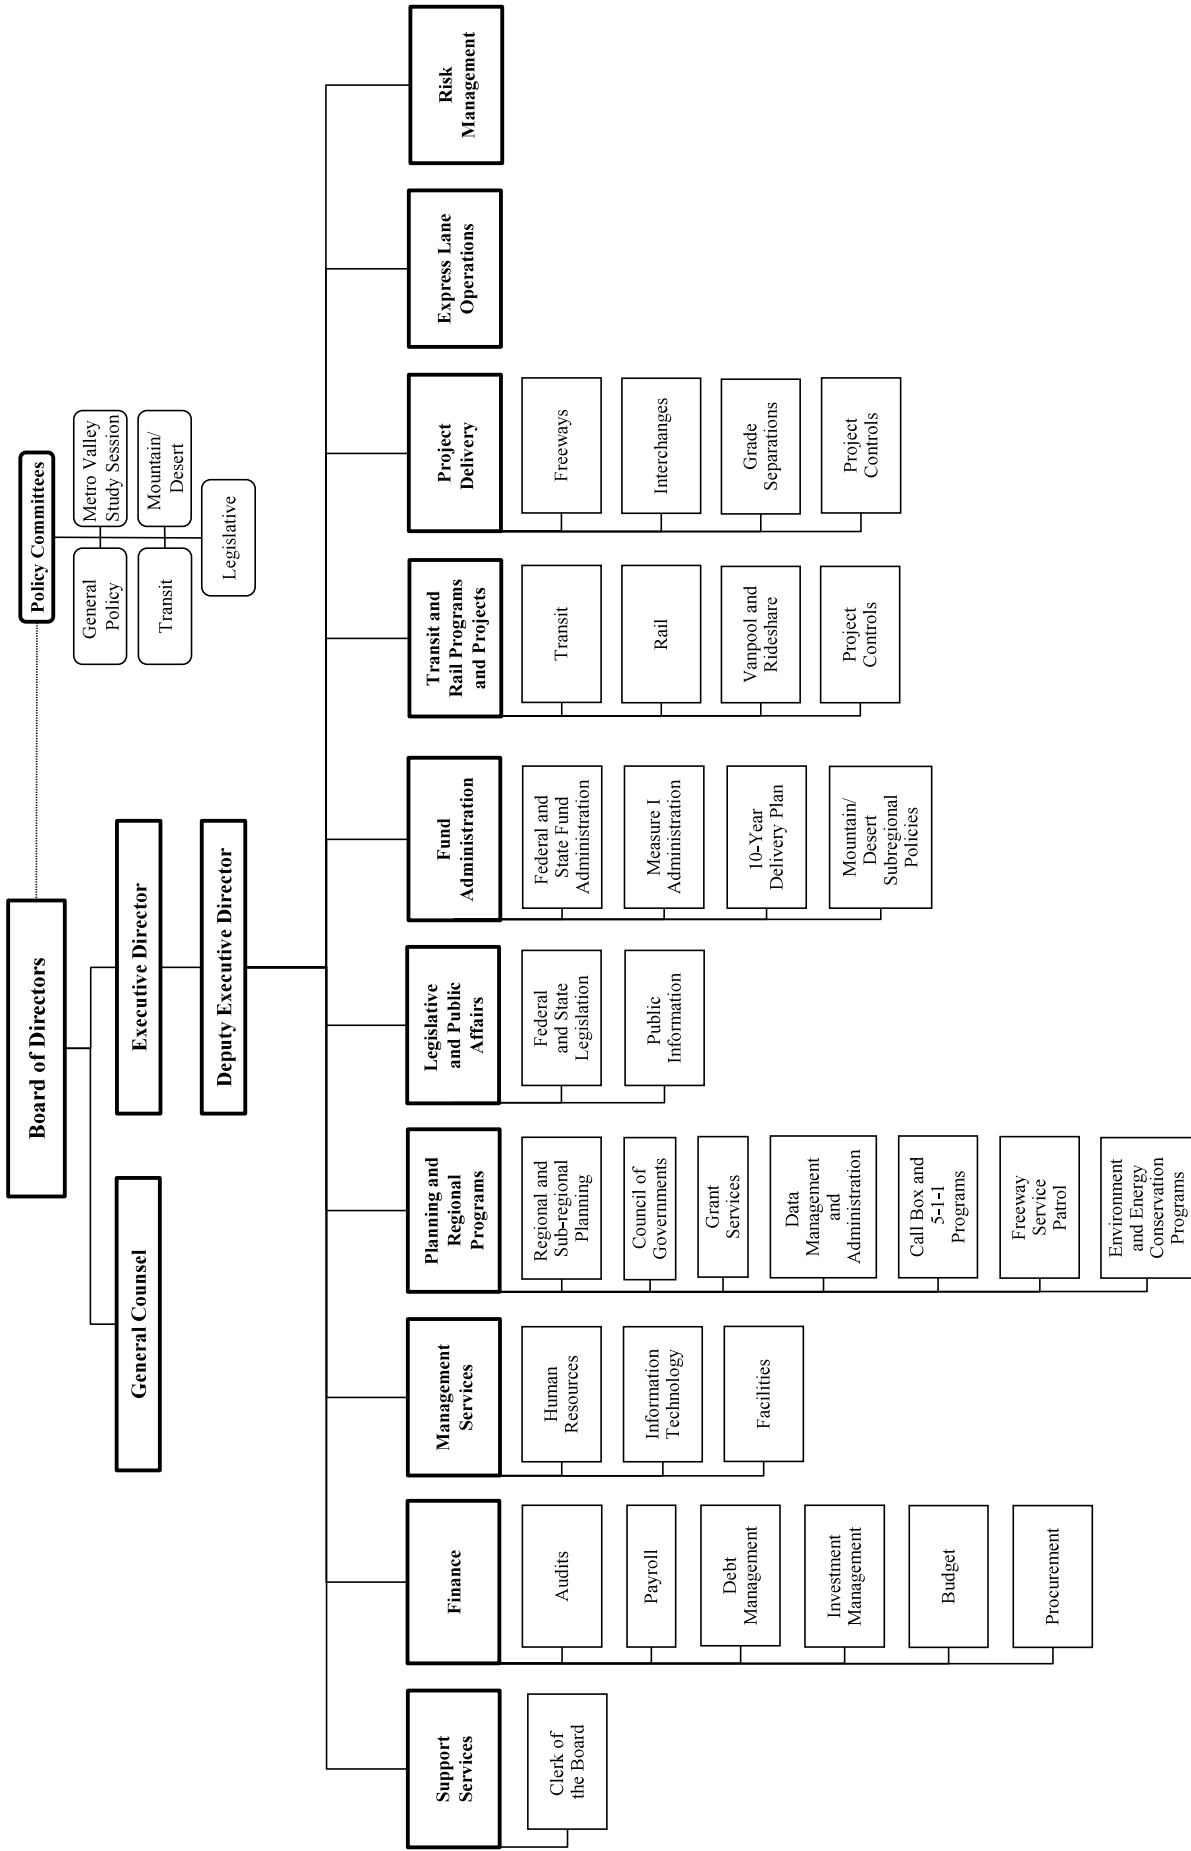 Board of Directors
Policy Committees
General
Policy
Metro Valley
Study Session
Transit
Mountain/
Desert
Legislative
General Counsel
Executive Director
Deputy Executive Director
Support
Services
Clerk of
the Board
Finance
Audits
Payroll
Debt
Management
Investment
Management
Budget
Procurement
Management
Services
Human
Resources
Information
Technology
Facilities
Planning and
Regional
Programs
Regional and
Sub-regional
Planning
Council of
Governments
Grant
Services
Data
Management
and
Administration
Call Box and
5-1-1
Programs
Freeway
Service
Patrol
Environment
and Energy
Conservation
Programs
Legislative
and Public
Affairs
Federal
and State
Legislation
Public
Information
Fund
Administration
Federal and
State Fund
Administration
Measure I
Administration
10-Year
Delivery Plan
Mountain/
Desert
Subregional
Policies
Transit and
Rail Programs
and Projects
Transit
Rail
Vanpool and
Rideshare
Project
Controls
Project
Delivery
Freeways
Interchanges
Grade
Separations
Project
Controls
Express Lane
Operations
Risk
Management